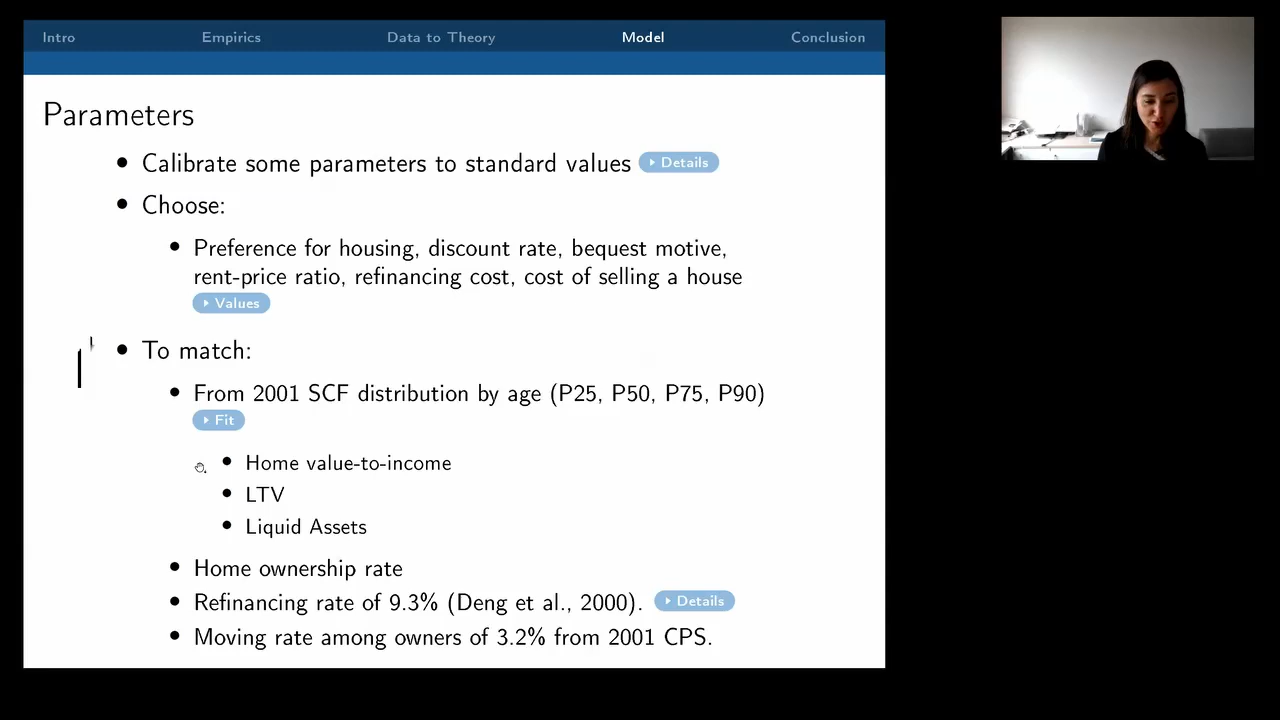 Intro Empirics Data to Theory Model Conclusion
Parameters
• Calibrate some parameters to standard values Details
• Choose:
• Preference for housing, discount rate, bequest motive,
rent-price ratio, refinancing cost, cost of selling a house
Values
• To match:
• From 2001 SCF distribution by age (P25, P50, P75, P90)
Fit
• Home value-to-income
• LTV
• Liquid Assets
• Home ownership rate
• Refinancing rate of 9.3% (Deng et al., 2000). Details
• Moving rate among owners of 3.2% from 2001 CPS.